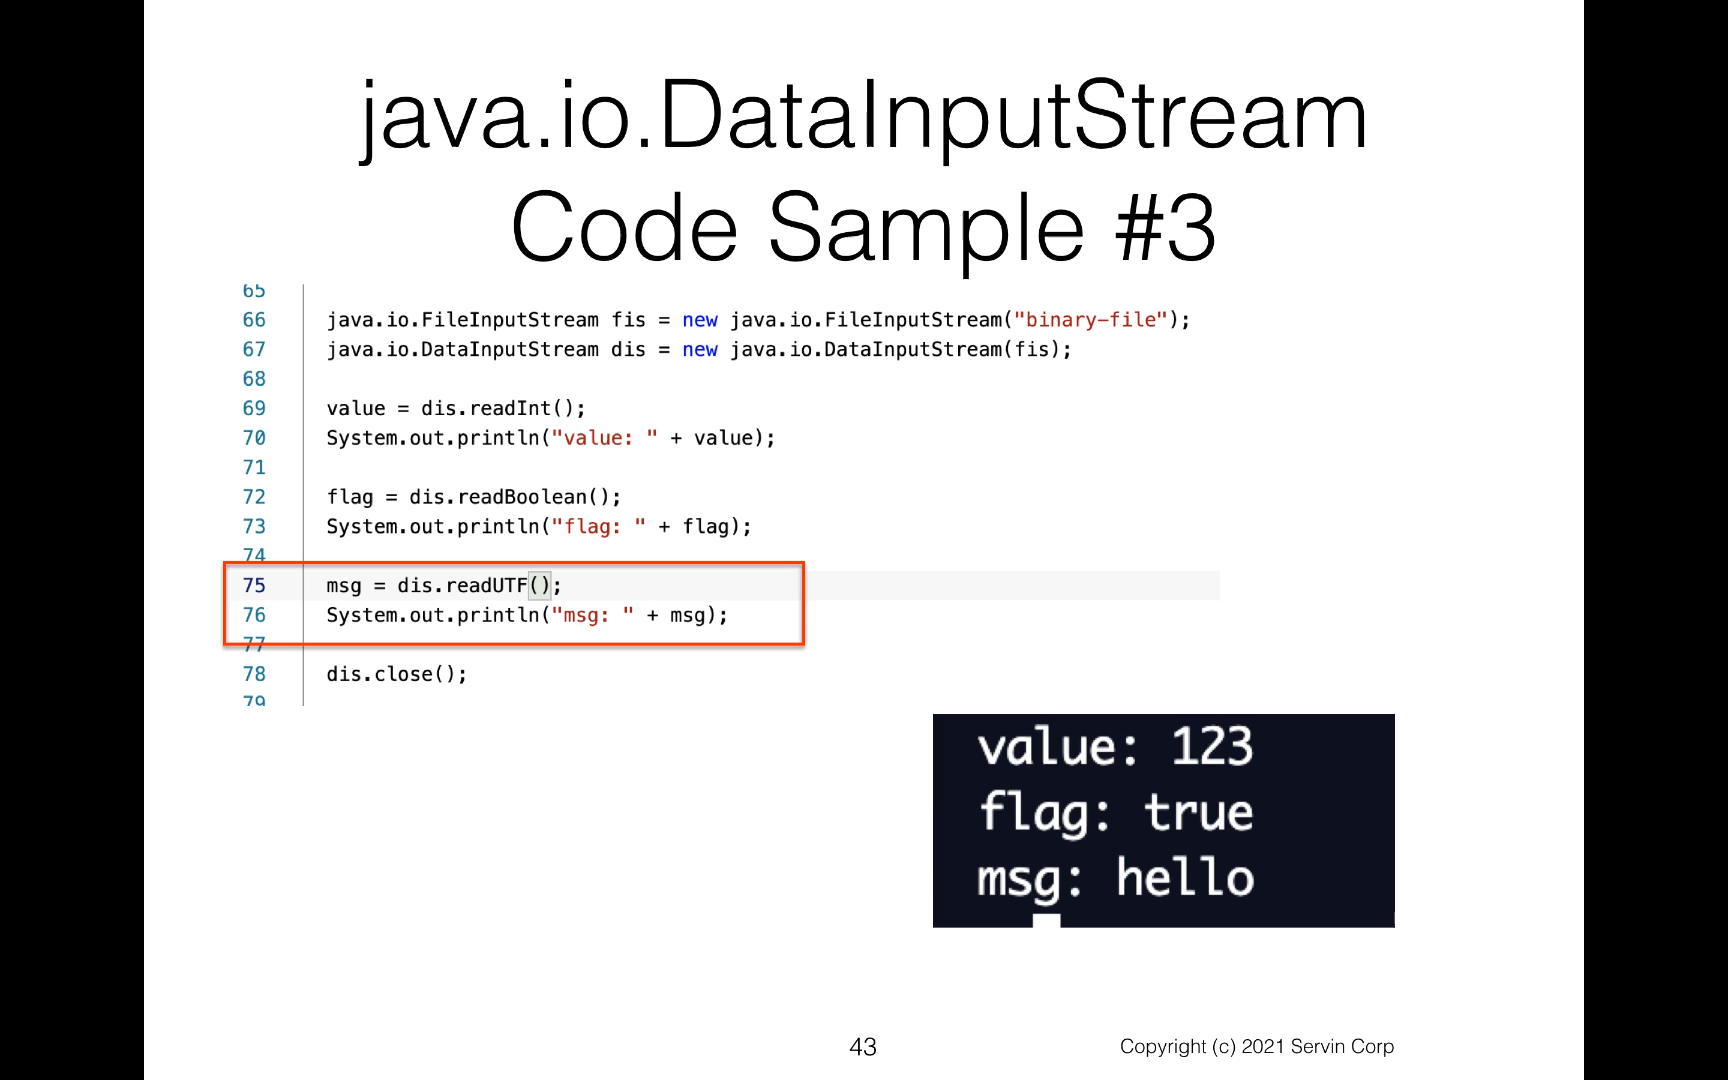 java.io.DataInputStream
Code Sample #3
65
66 java.io.FileInputStream fis = new java.io.FileInputStream("binary-file");
67 java.io.DataInputStream dis = new java.io.DataInputStream(fis);
68
69 value = dis.readInt();
70 System.out.println("value: " + value);
71
72 flag = dis.readBoolean();
73 System.out.println("flag: " + flag);
74
75 msg = dis.readUTF();
76 System.out.println("msg: " + msg);
77
78 dis.close();
79
value: 123
flag: true
msg: hello
43
Copyright (c) 2021 Servin Corp